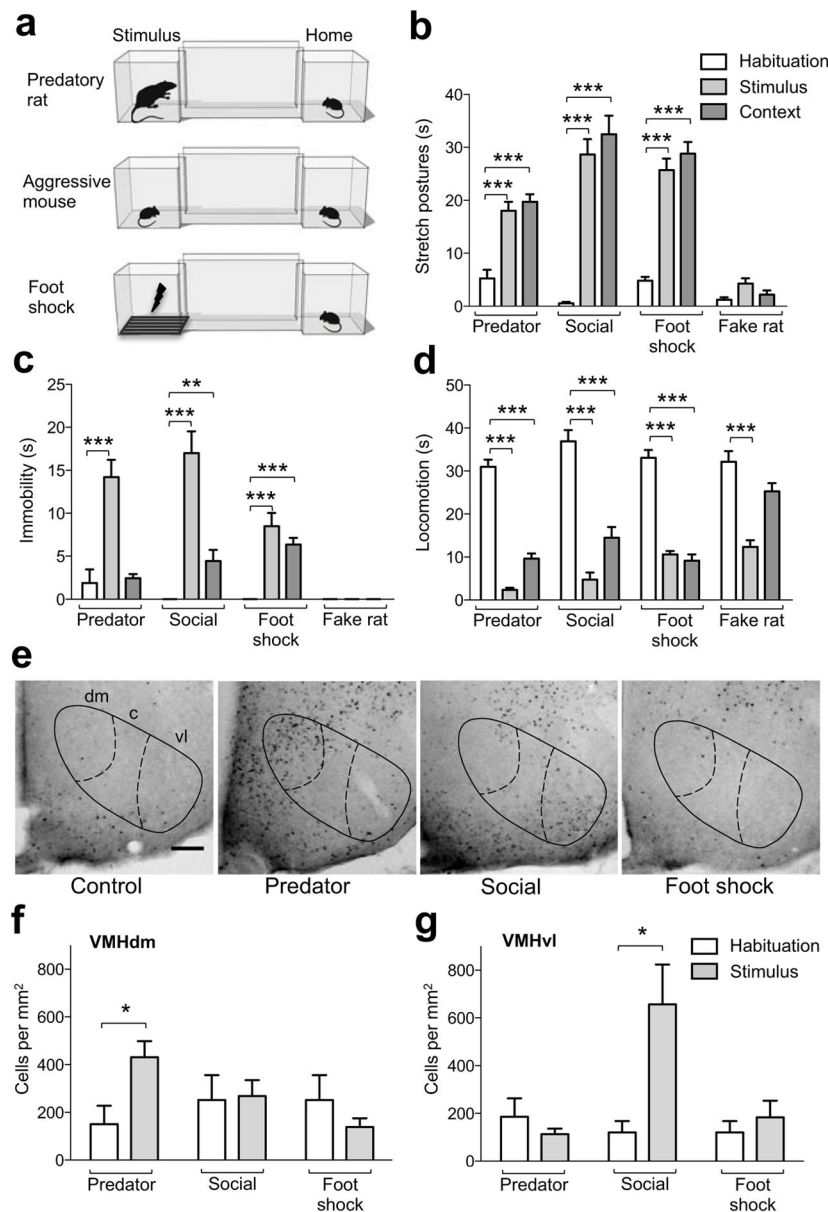 a
Stimulus Home
Predatory
rat
Aggressive
mouse
Foot
shock
b
Habituation
Stimulus
Context
Stretch postures (s)
40
30
20
10
0
***
***
***
***
***
***
Predator Social Foot
shock
Fake rat
c
Immobility (s)
25
20
15
10
5
0
***
**
***
***
***
Predator Social Foot
shock
Fake rat
d
Locomotion (s)
50
40
30
20
10
0
***
***
***
***
***
***
***
Predator Social Foot
shock
Fake rat
e
dm
c
vl
Control Predator Social Foot shock
f
VMHdm
Cells per mm²
800
600
400
200
0
*
Predator Social Foot
shock
g
VMHvl
Habituation
Stimulus
Cells per mm²
800
600
400
200
0
*
Predator Social Foot
shock